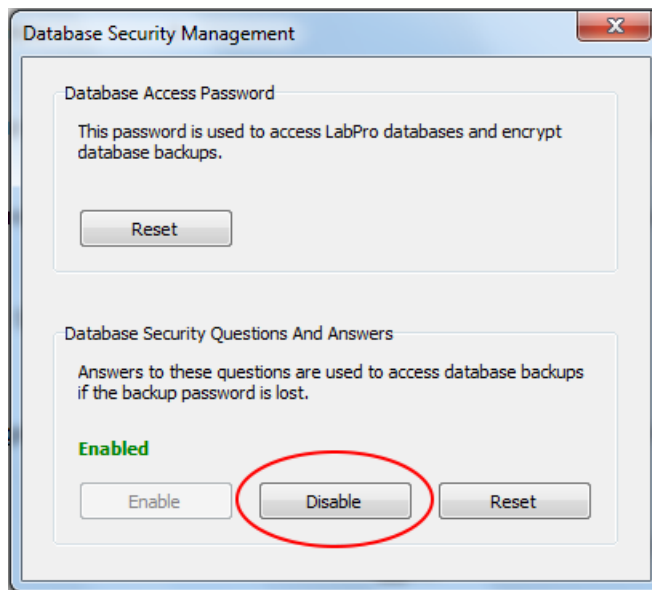 Database Security Management
Database Access Password
This password is used to access LabPro databases and encrypt
database backups.
Reset
Database Security Questions And Answers
Answers to these questions are used to access database backups
if the backup password is lost.
Enabled
Enable Disable Reset